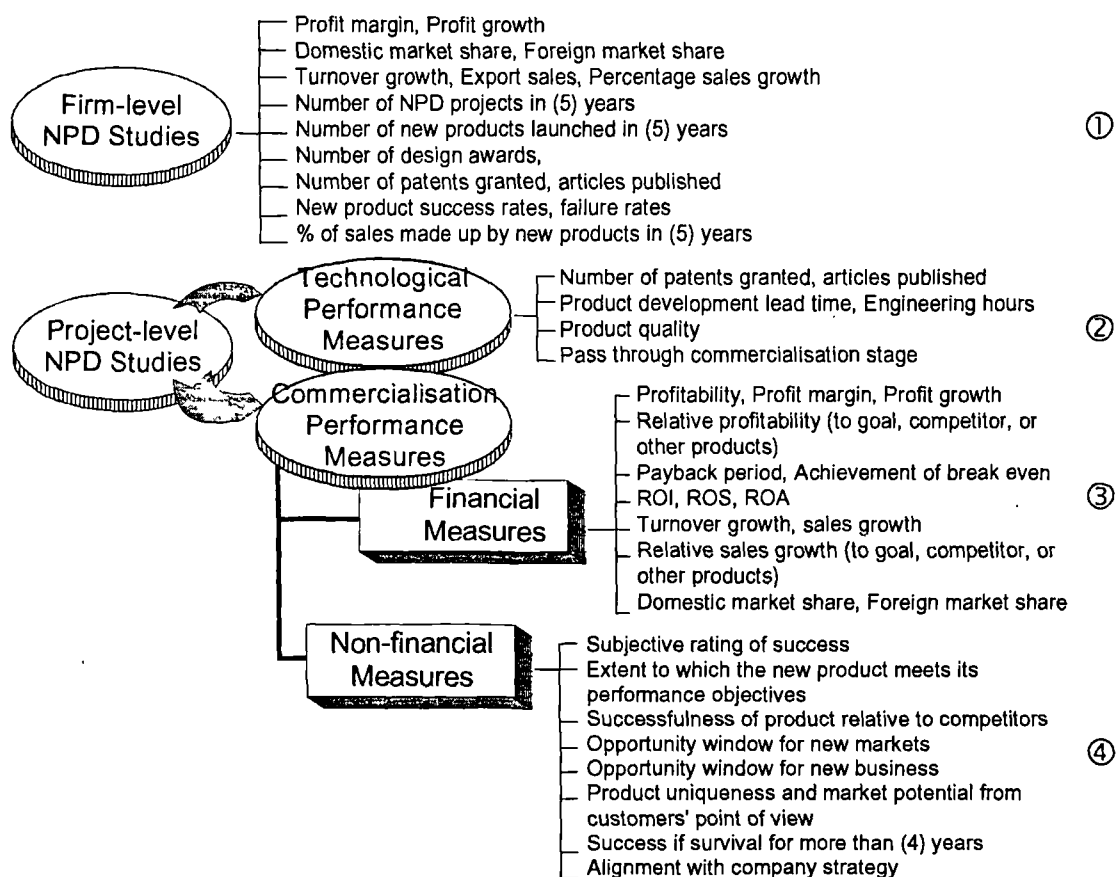 Firm-level
NPD Studies
Profit margin, Profit growth
Domestic market share, Foreign market share
Turnover growth, Export sales, Percentage sales growth
Number of NPD projects in (5) years
Number of new products launched in (5) years
Number of design awards,
Number of patents granted, articles published
New product success rates, failure rates
% of sales made up by new products in (5) years
①
Project-level
NPD Studies
Technological
Performance
Measures
Number of patents granted, articles published
Product development lead time, Engineering hours
Product quality
Pass through commercialisation stage
②
Commercialisation
Performance
Measures
Financial
Measures
Profitability, Profit margin, Profit growth
Relative profitability (to goal, competitor, or
other products)
Payback period, Achievement of break even
ROI, ROS, ROA
Turnover growth, sales growth
Relative sales growth (to goal, competitor, or
other products)
Domestic market share, Foreign market share
③
Non-financial
Measures
Subjective rating of success
Extent to which the new product meets its
performance objectives
Successfulness of product relative to competitors
Opportunity window for new markets
Opportunity window for new business
Product uniqueness and market potential from
customers' point of view
Success if survival for more than (4) years
Alignment with company strategy
④